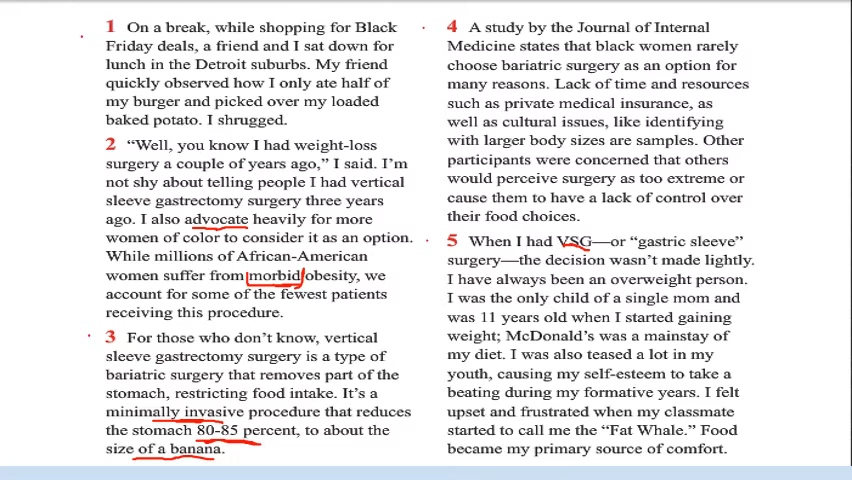 1 On a break, while shopping for Black
Friday deals, a friend and I sat down for
lunch in the Detroit suburbs. My friend
quickly observed how I only ate half of
my burger and picked over my loaded
baked potato. I shrugged.
2 “Well, you know I had weight-loss
surgery a couple of years ago,” I said. I’m
not shy about telling people I had vertical
sleeve gastrectomy surgery three years
ago. I also advocate heavily for more
women of color to consider it as an option.
While millions of African-American
women suffer from morbid obesity, we
account for some of the fewest patients
receiving this procedure.
3 For those who don’t know, vertical
sleeve gastrectomy surgery is a type of
bariatric surgery that removes part of the
stomach, restricting food intake. It’s a
minimally invasive procedure that reduces
the stomach 80-85 percent, to about the
size of a banana.
4 A study by the Journal of Internal
Medicine states that black women rarely
choose bariatric surgery as an option for
many reasons. Lack of time and resources
such as private medical insurance, as
well as cultural issues, like identifying
with larger body sizes are samples. Other
participants were concerned that others
would perceive surgery as too extreme or
cause them to have a lack of control over
their food choices.
5 When I had VSG—or “gastric sleeve”
surgery—the decision wasn’t made lightly.
I have always been an overweight person.
I was the only child of a single mom and
was 11 years old when I started gaining
weight; McDonald’s was a mainstay of
my diet. I was also teased a lot in my
youth, causing my self-esteem to take a
beating during my formative years. I felt
upset and frustrated when my classmate
started to call me the “Fat Whale.” Food
became my primary source of comfort.